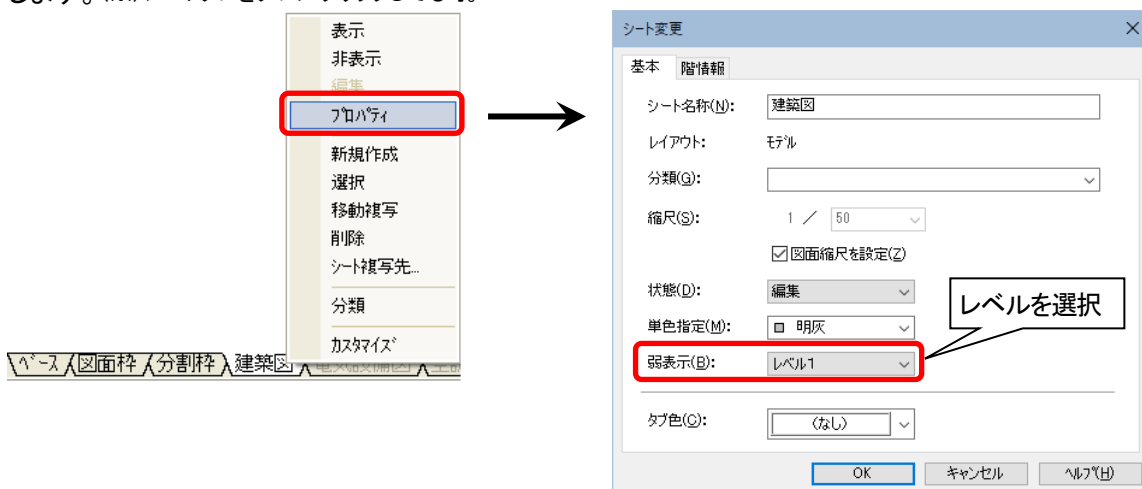 表示
非表示
編集
プロパティ
新規作成
選択
移動複写
削除
シート複写先...
分類
カスタマイズ
ベース
図面枠
分割枠
建築図
シート変更
基本 階情報
シート名称(N): 建築図
レイアウト: モデル
分類(G):
縮尺(S): 1 / 50
図面縮尺を設定(Z)
状態(D): 編集
レベルを選択
単色指定(M): 明灰
弱表示(B): レベル1
タブ色(C): (なし)
OK キャンセル ヘルプ(H)